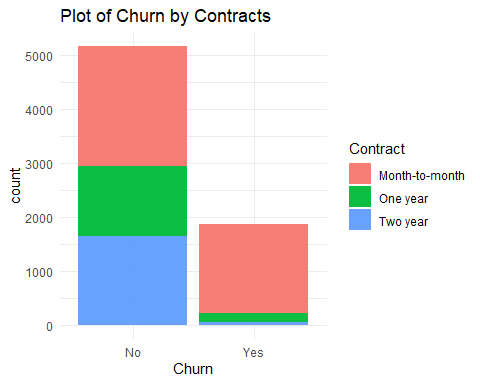 Plot of Churn by Contracts
5000
4000
3000
2000
1000
0
count
No
Yes
Churn
Contract
Month-to-month
One year
Two year